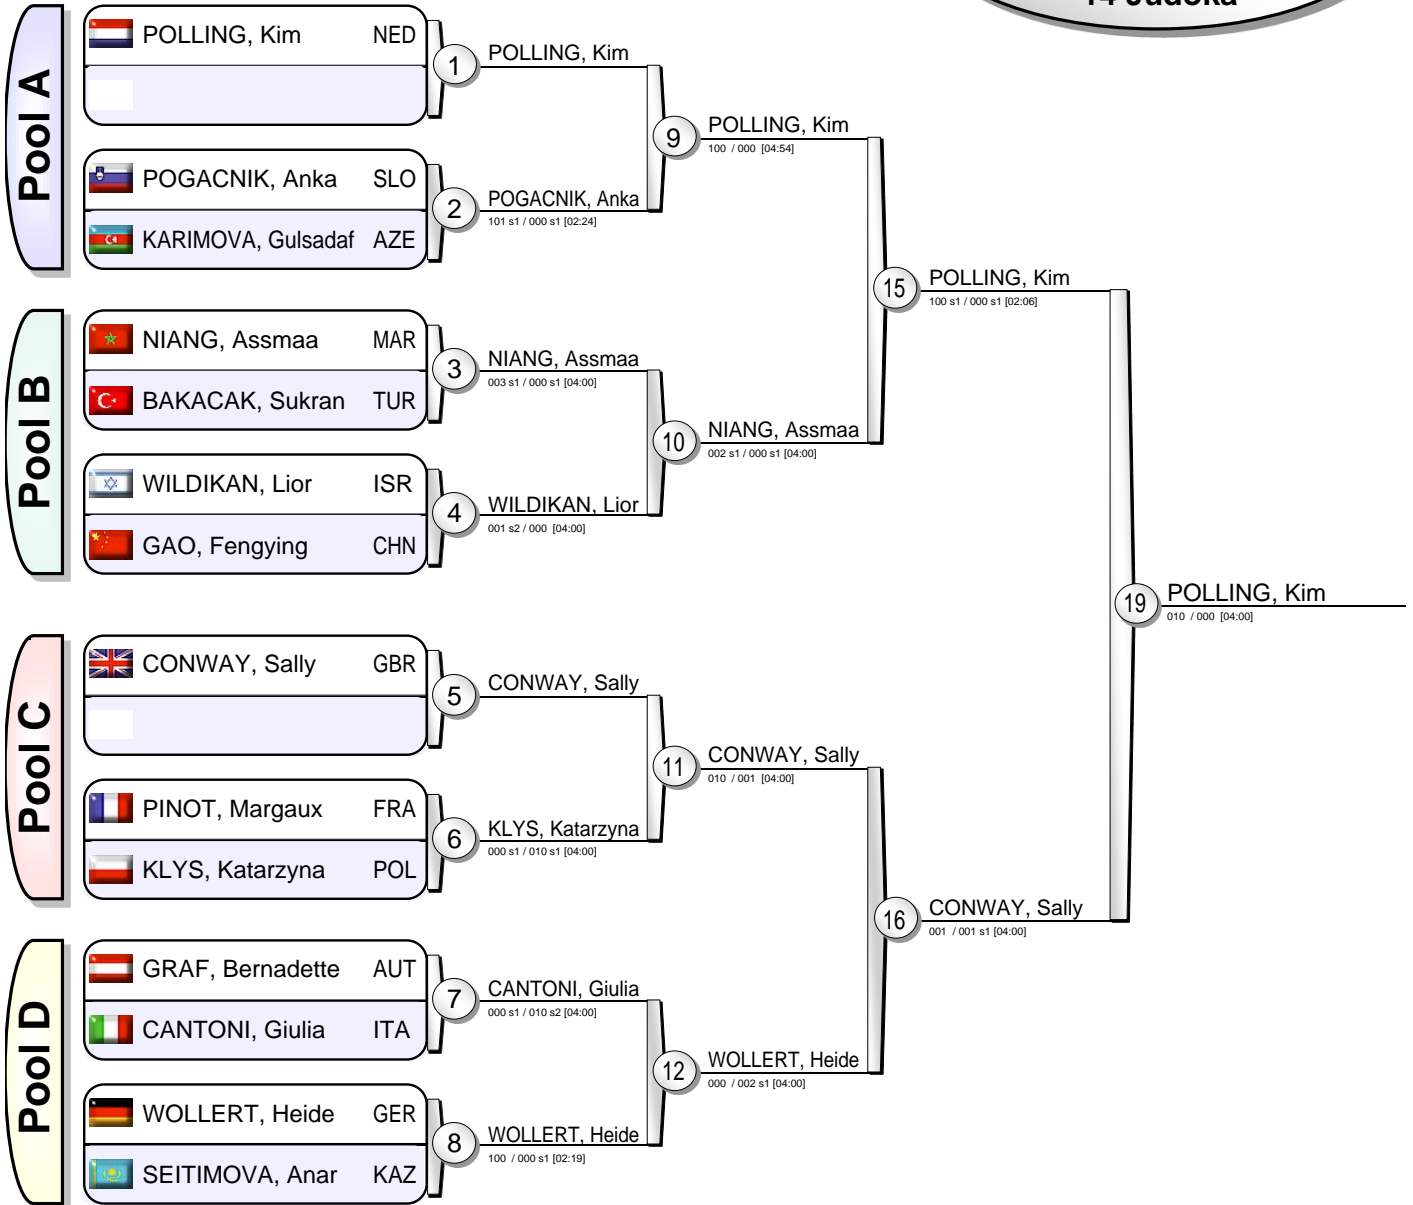 14 Judoka
Pool A
POLLING, Kim NED
POGACNIK, Anka SLO
KARIMOVA, Gulsadaf AZE
Pool B
NIANG, Assmaa MAR
BAKACAK, Sukran TUR
WILDIKAN, Lior ISR
GAO, Fengying CHN
Pool C
CONWAY, Sally GBR
PINOT, Margaux FRA
KLYS, Katarzyna POL
Pool D
GRAF, Bernadette AUT
CANTONI, Giulia ITA
WOLLERT, Heide GER
SEITIMOVA, Anar KAZ
1
POLLING, Kim
2
POGACNIK, Anka
101 s1 / 000 s1 [02:24]
3
NIANG, Assmaa
003 s1 / 000 s1 [04:00]
4
WILDIKAN, Lior
001 s2 / 000 [04:00]
5
CONWAY, Sally
6
KLYS, Katarzyna
000 s1 / 010 s1 [04:00]
7
CANTONI, Giulia
000 s1 / 010 s2 [04:00]
8
WOLLERT, Heide
100 / 000 s1 [02:19]
9
POLLING, Kim
100 / 000 [04:54]
10
NIANG, Assmaa
002 s1 / 000 s1 [04:00]
11
CONWAY, Sally
010 / 001 [04:00]
12
WOLLERT, Heide
000 / 002 s1 [04:00]
15
POLLING, Kim
100 s1 / 000 s1 [02:06]
16
CONWAY, Sally
001 / 001 s1 [04:00]
19
POLLING, Kim
010 / 000 [04:00]